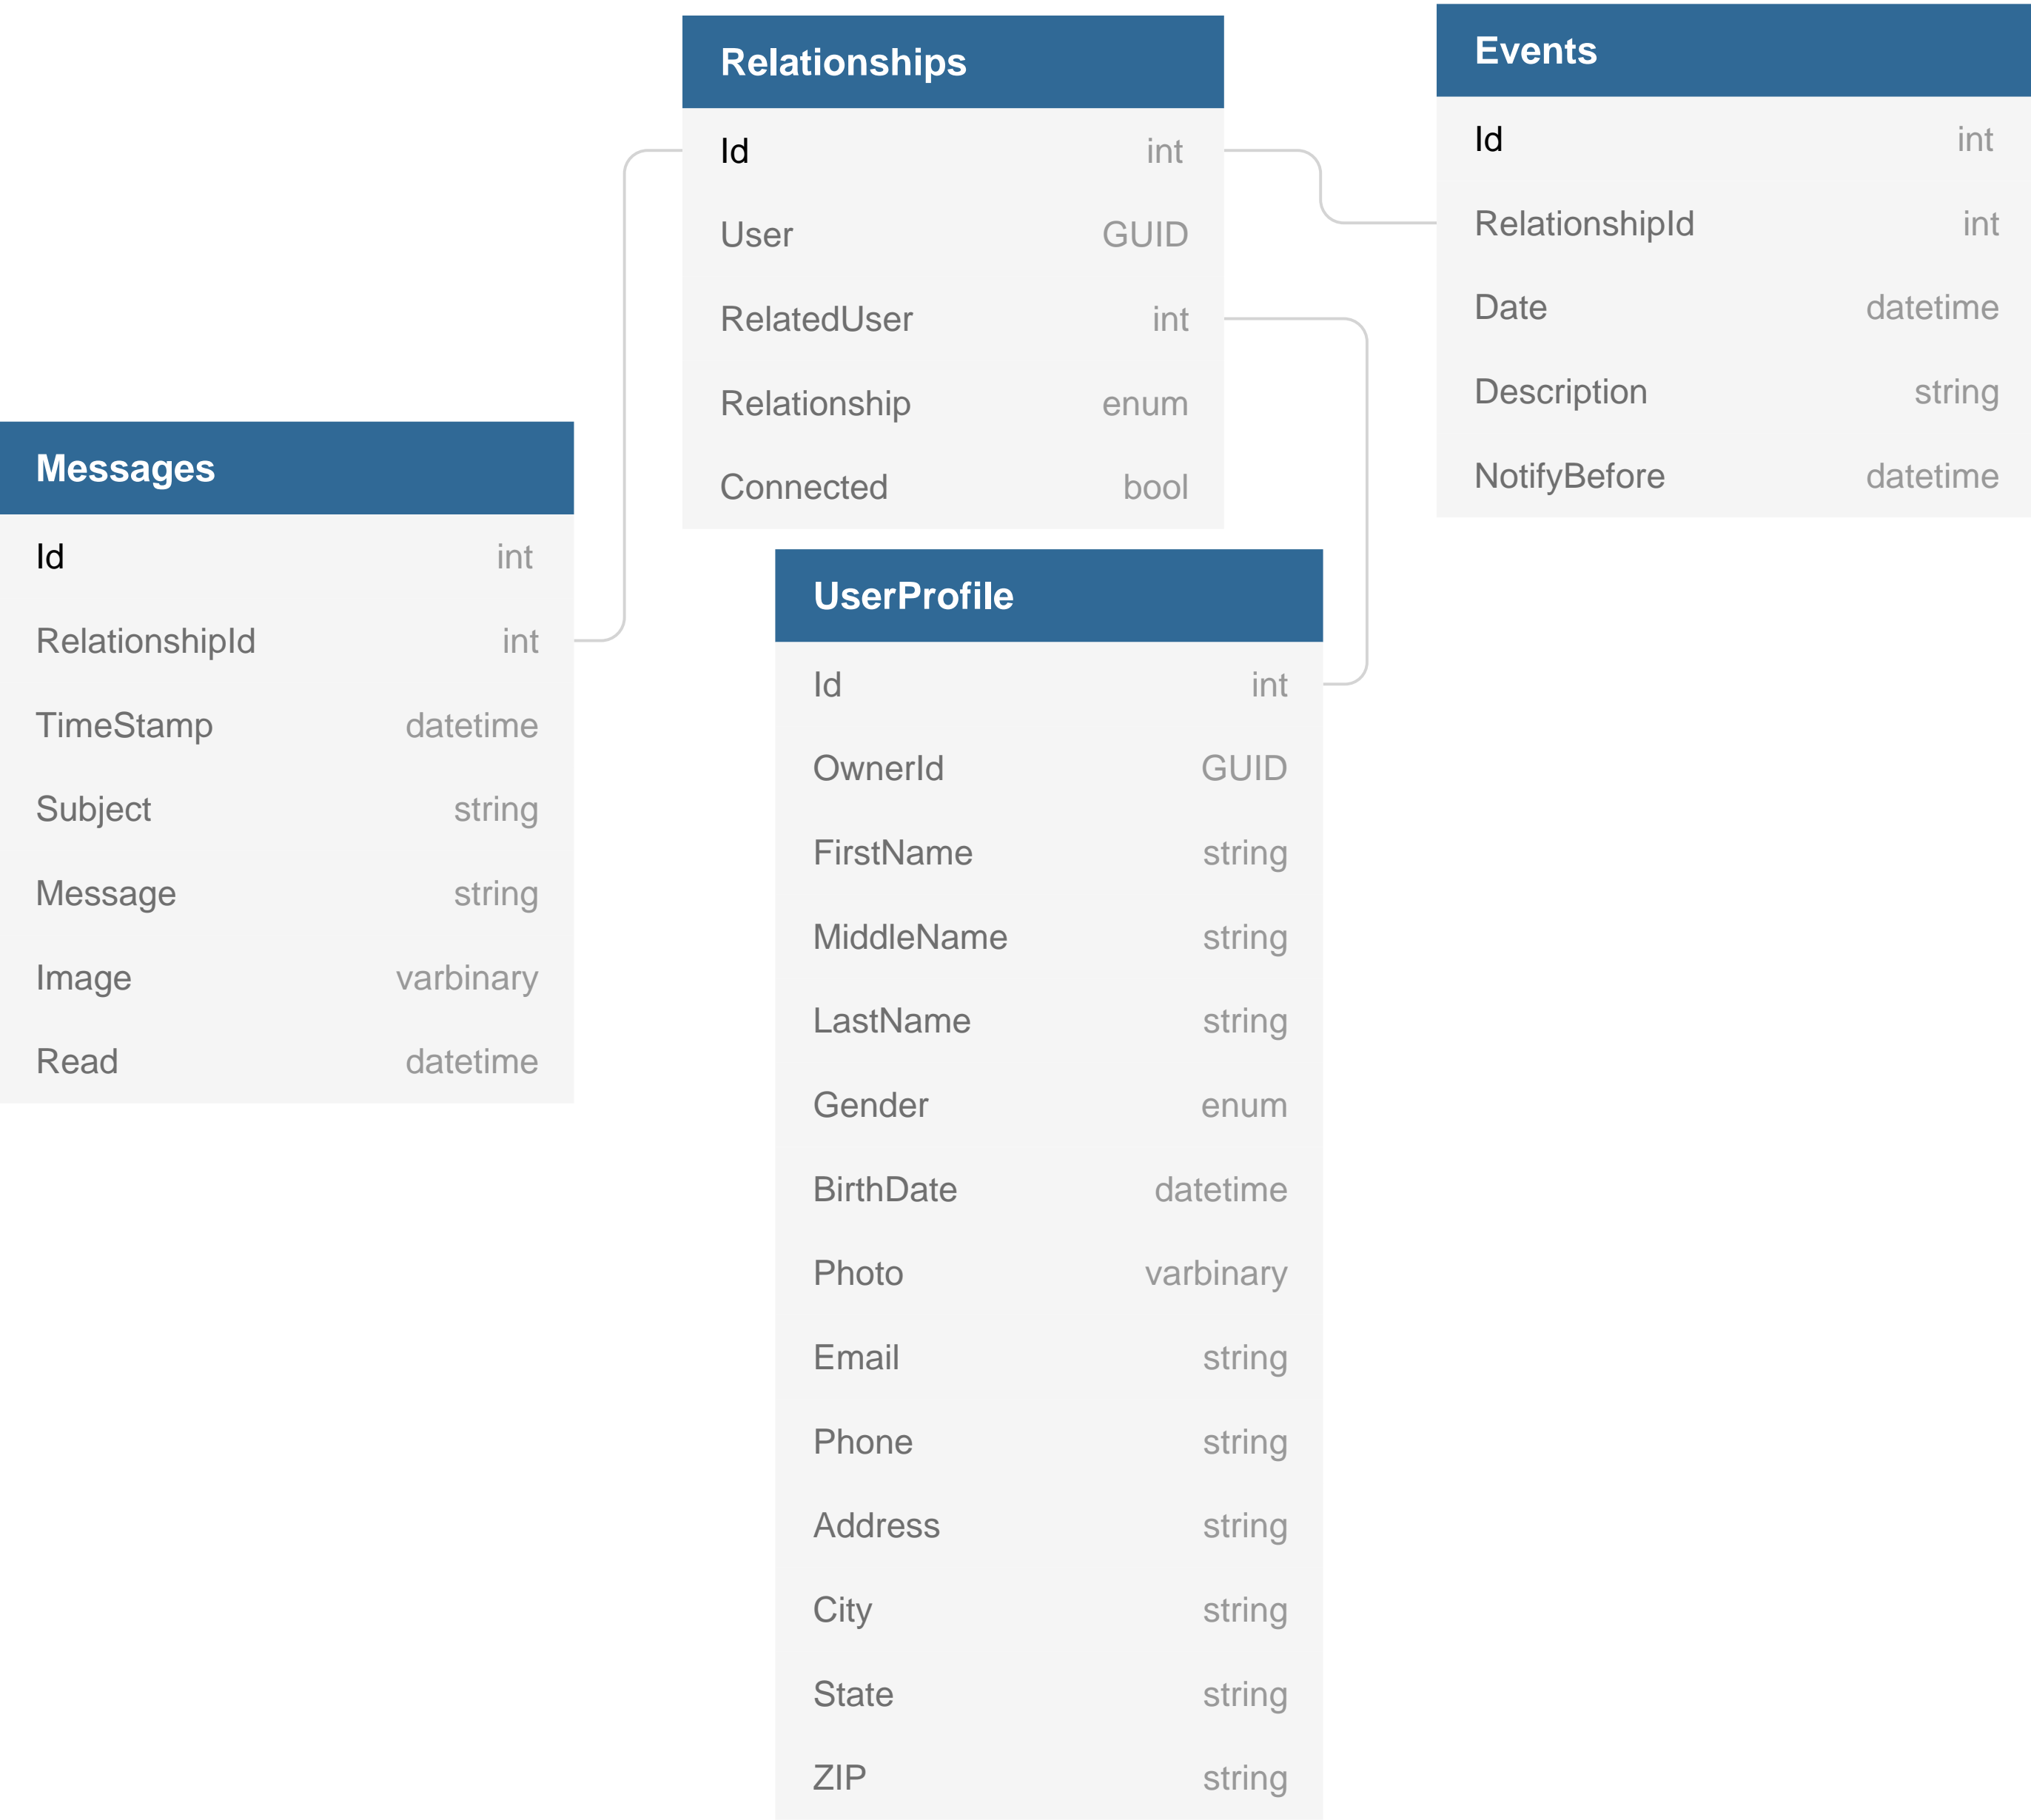 Relationships
Id int
User GUID
RelatedUser int
Relationship enum
Connected bool
Events
Id int
RelationshipId int
Date datetime
Description string
NotifyBefore datetime
Messages
Id int
RelationshipId int
TimeStamp datetime
Subject string
Message string
Image varbinary
Read datetime
UserProfile
Id int
OwnerId GUID
FirstName string
MiddleName string
LastName string
Gender enum
BirthDate datetime
Photo varbinary
Email string
Phone string
Address string
City string
State string
ZIP string